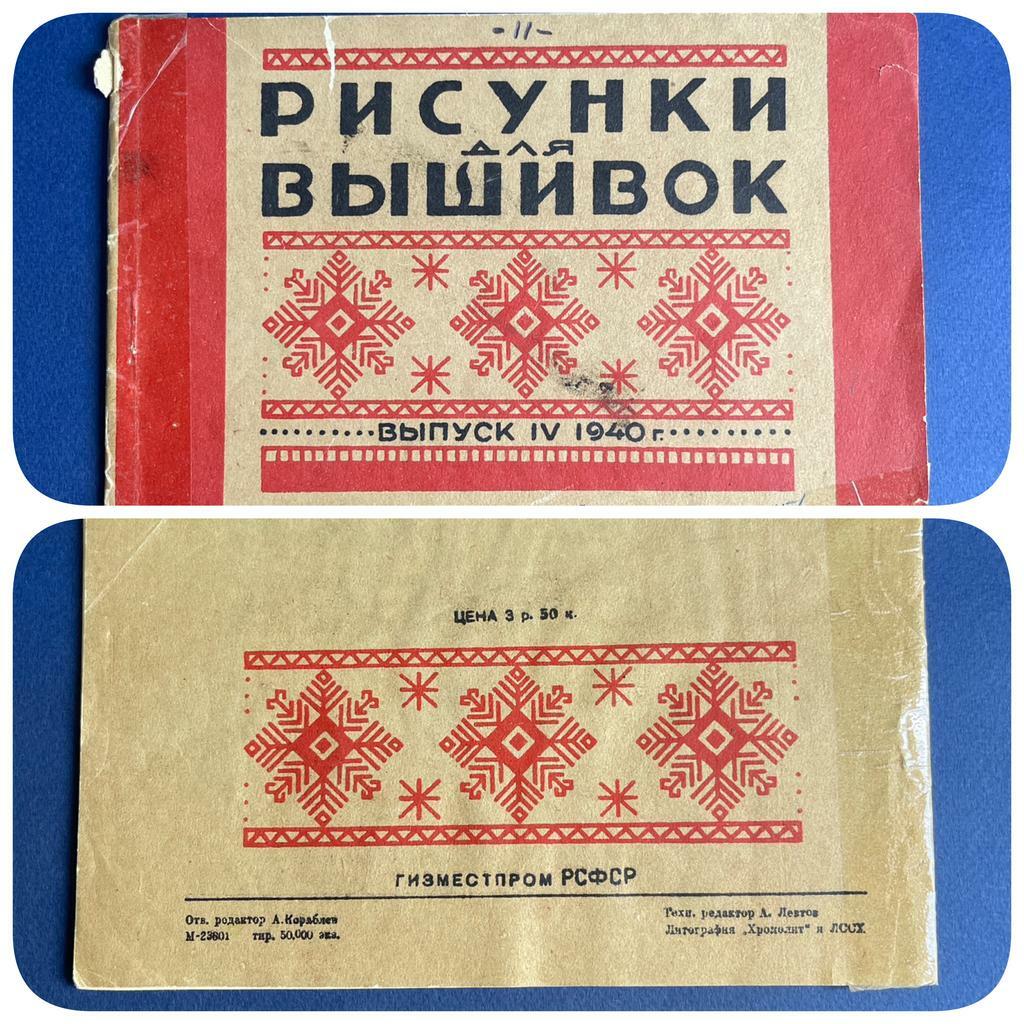 -11-
РИСУНКИ
ДЛЯ
ВЫШИВОК
ВЫПУСК IV 1940 г.
ЦЕНА 3 р. 50 к.
ГИЗМЕСТПРОМ РСФСР
Отв. редактор А. Кораблев
М-23601 тир. 50.000 экз.
Техн. редактор А. Левтов
Литография „Хромолит" и ЛССХ